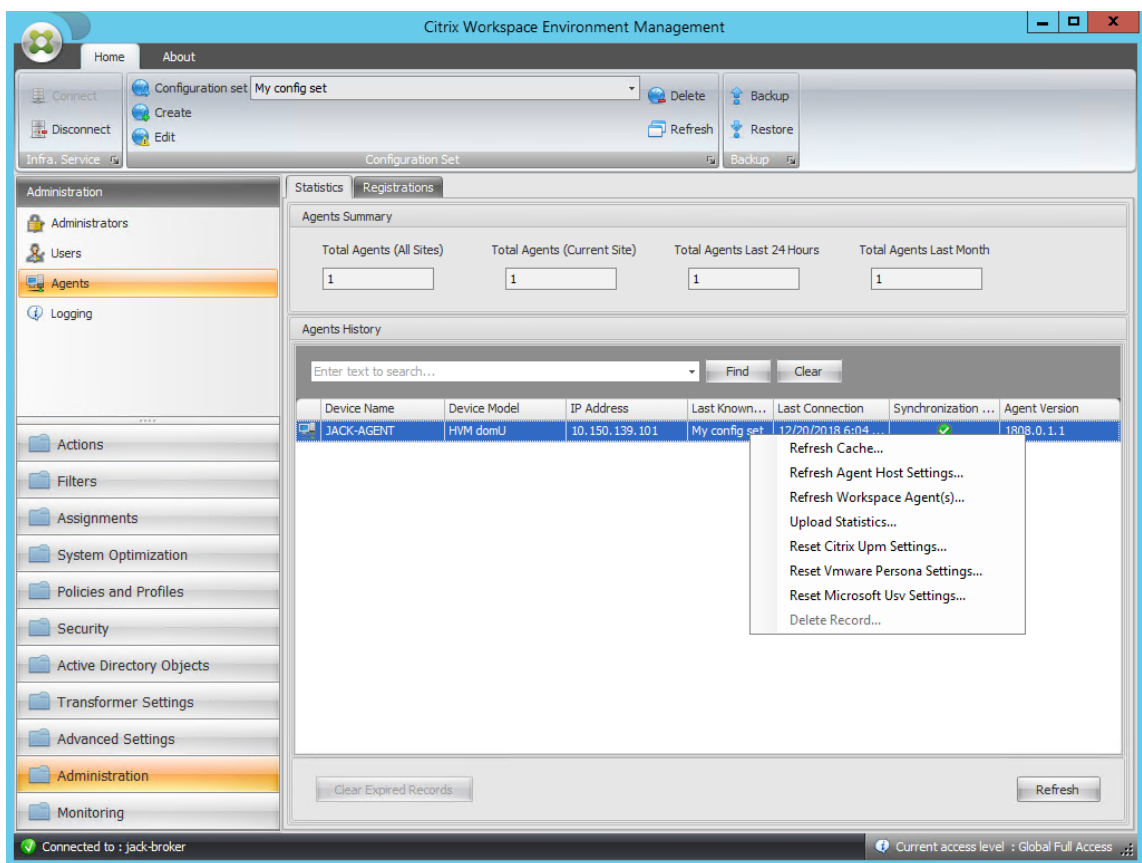 Citrix Workspace Environment Management
Home About
Connect
Disconnect
Infra. Service
Configuration set My config set
Create
Edit
Delete
Refresh
Configuration Set
Backup
Restore
Backup
Administration
Administrators
Users
Agents
Logging
Actions
Filters
Assignments
System Optimization
Policies and Profiles
Security
Active Directory Objects
Transformer Settings
Advanced Settings
Administration
Monitoring
Statistics Registrations
Agents Summary
Total Agents (All Sites) Total Agents (Current Site) Total Agents Last 24 Hours Total Agents Last Month
1 1 1 1
Agents History
Enter text to search... Find Clear
Device Name Device Model IP Address Last Known... Last Connection Synchronization ... Agent Version
JACK-AGENT HVM domU 10.150.139.101 My config set 12/20/2018 6:04 ... 1808.0.1.1
Refresh Cache...
Refresh Agent Host Settings...
Refresh Workspace Agent(s)...
Upload Statistics...
Reset Citrix Upm Settings...
Reset Vmware Persona Settings...
Reset Microsoft Usv Settings...
Delete Record...
Clear Expired Records Refresh
Connected to : jack-broker Current access level : Global Full Access